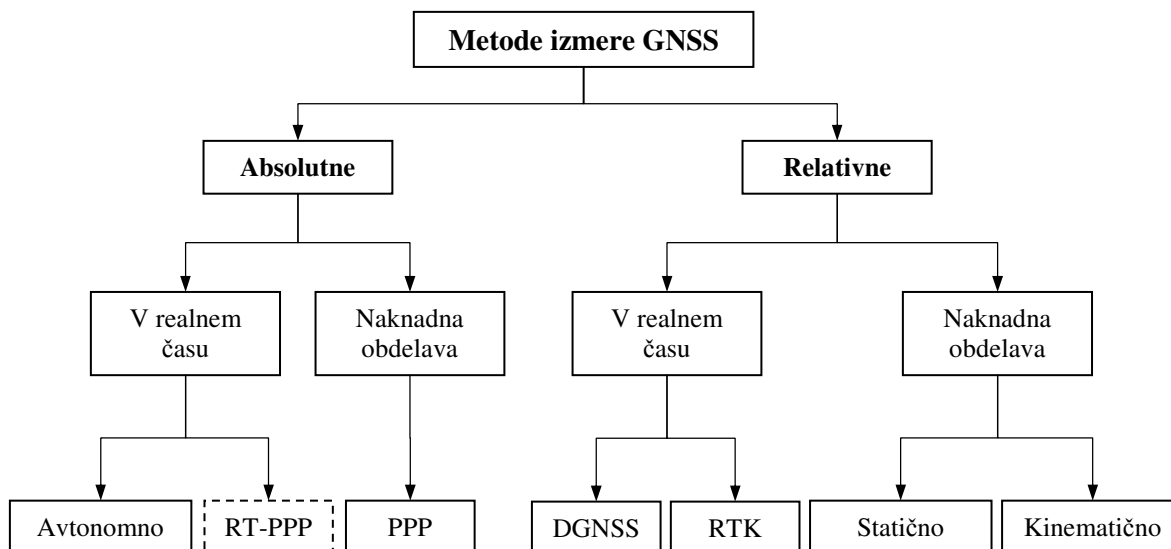 Metode izmere GNSS
Absolutne
Relativne
V realnem
času
Naknadna
obdelava
V realnem
času
Naknadna
obdelava
Avtonomno
RT-PPP
PPP
DGNSS
RTK
Statično
Kinematično